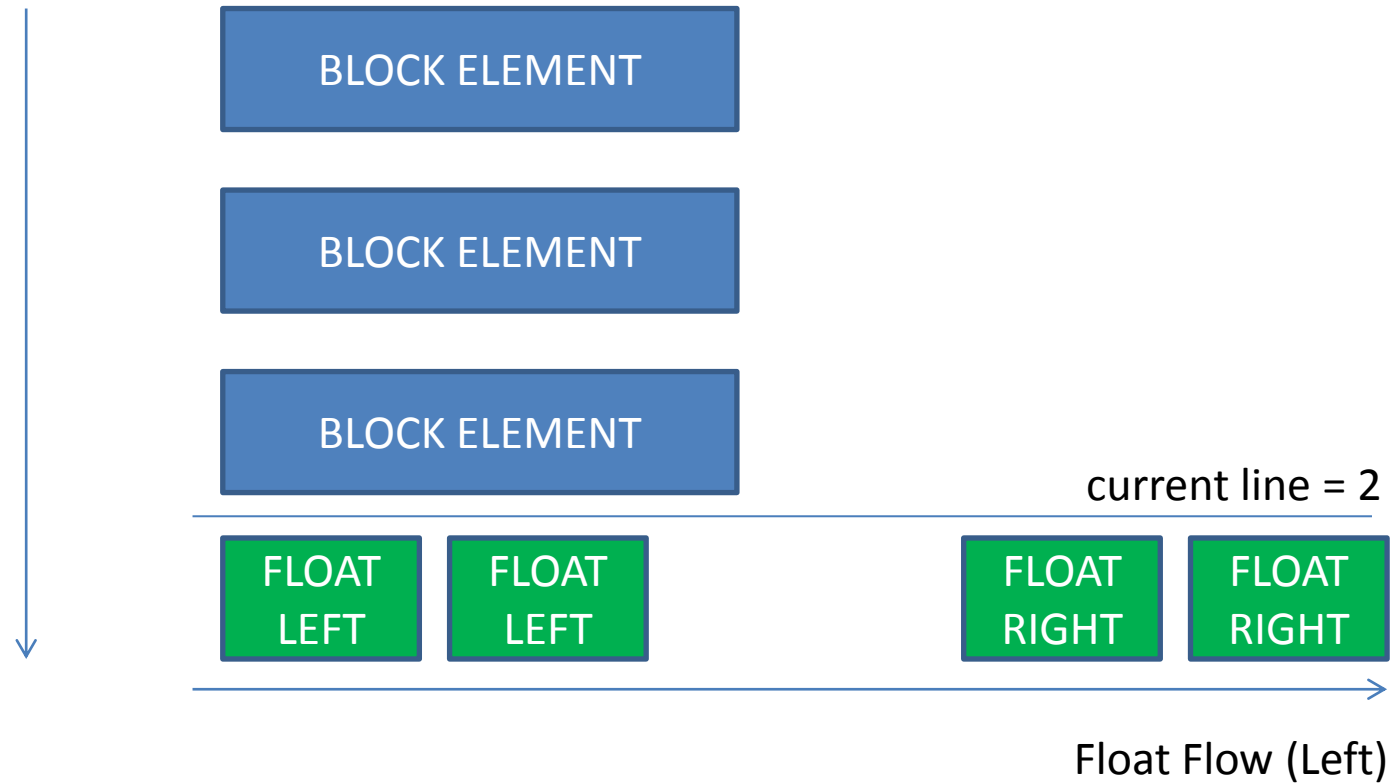 BLOCK ELEMENT
BLOCK ELEMENT
BLOCK ELEMENT
current line = 2
FLOAT
LEFT
FLOAT
LEFT
FLOAT
RIGHT
FLOAT
RIGHT
Float Flow (Left)